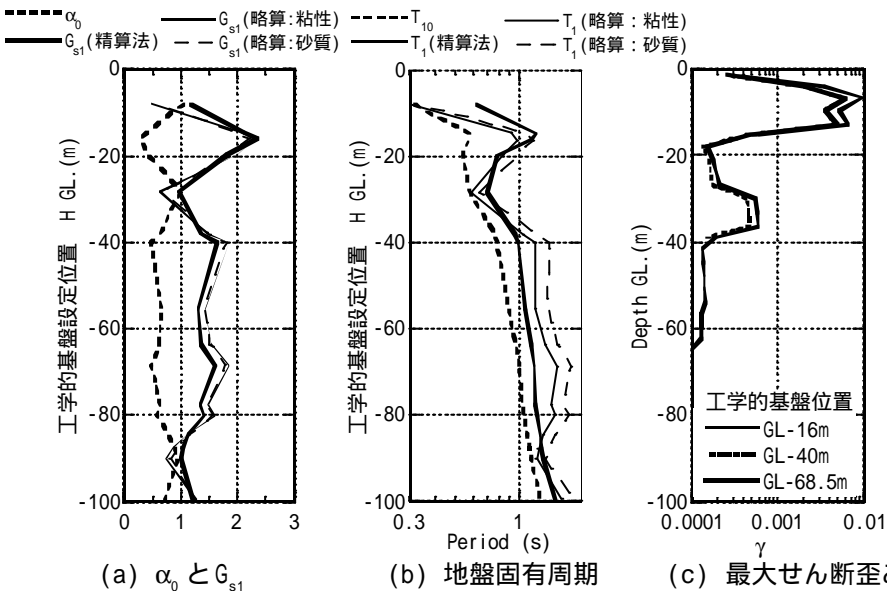 α₀ G_s1(略算:粘性) T₁₀ T₁(略算:粘性)
G_s1(精算法) G_s1(略算:砂質) T₁(精算法) T₁(略算:砂質)
工学的基盤設定位置 H GL.(m)
0
-20
-40
-60
-80
-100
0 1 2 3
(a) α₀とG_s1
工学的基盤設定位置 H GL.(m)
0
-20
-40
-60
-80
-100
0.3 1
Period (s)
(b) 地盤固有周期
Depth GL.(m)
0
-20
-40
-60
-80
-100
工学的基盤位置
GL-16m
GL-40m
GL-68.5m
0.0001 0.001 0.01
γ
(c) 最大せん断歪